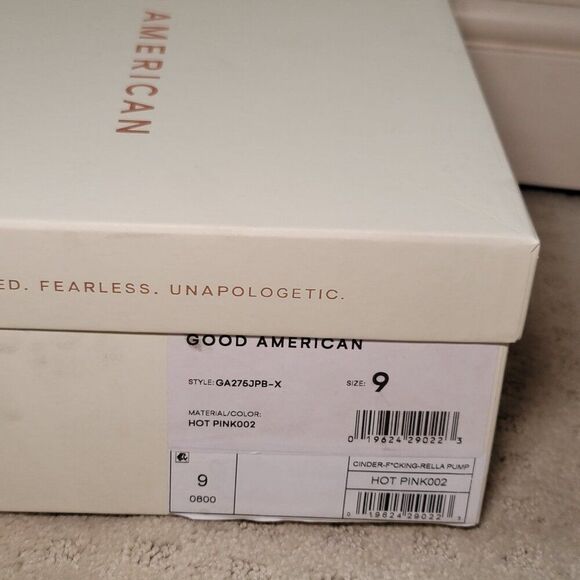 AMERICAN
ED. FEARLESS. UNAPOLOGETIC.
GOOD AMERICAN
STYLE: GA275JPB-X SIZE: 9
MATERIAL/COLOR:
HOT PINK002
0 19624 29022 3
CINDER-F*CKING-RELLA PUMP
9
HOT PINK002
0800
0 19624 29022 3